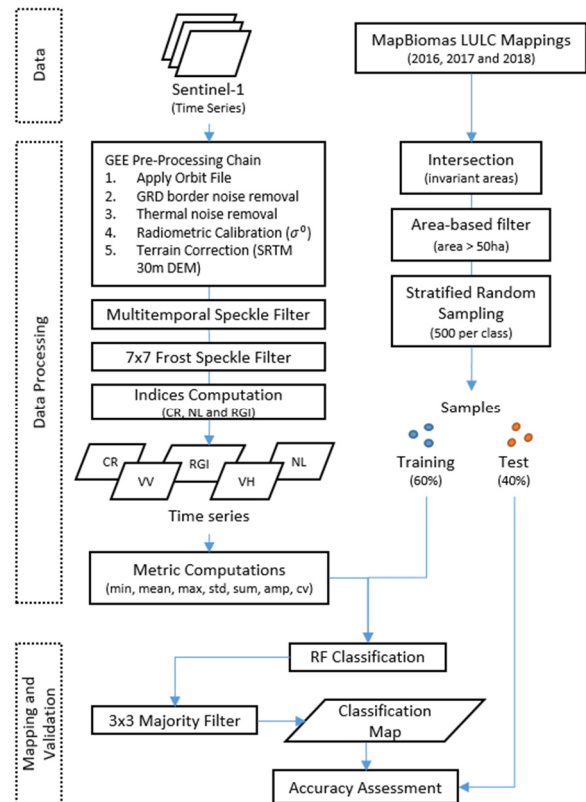 Data
Sentinel-1
(Time Series)
MapBiomas LULC Mappings
(2016, 2017 and 2018)
Data Processing
GEE Pre-Processing Chain
1. Apply Orbit File
2. GRD border noise removal
3. Thermal noise removal
4. Radiometric Calibration (σ⁰)
5. Terrain Correction (SRTM
30m DEM)
Multitemporal Speckle Filter
7x7 Frost Speckle Filter
Indices Computation
(CR, NL and RGI)
CR
VV
RGI
VH
NL
Time series
Metric Computations
(min, mean, max, std, sum, amp, cv)
Intersection
(invariant areas)
Area-based filter
(area > 50ha)
Stratified Random
Sampling
(500 per class)
Samples
Training
(60%)
Test
(40%)
Mapping and
Validation
RF Classification
3x3 Majority Filter
Classification
Map
Accuracy Assessment